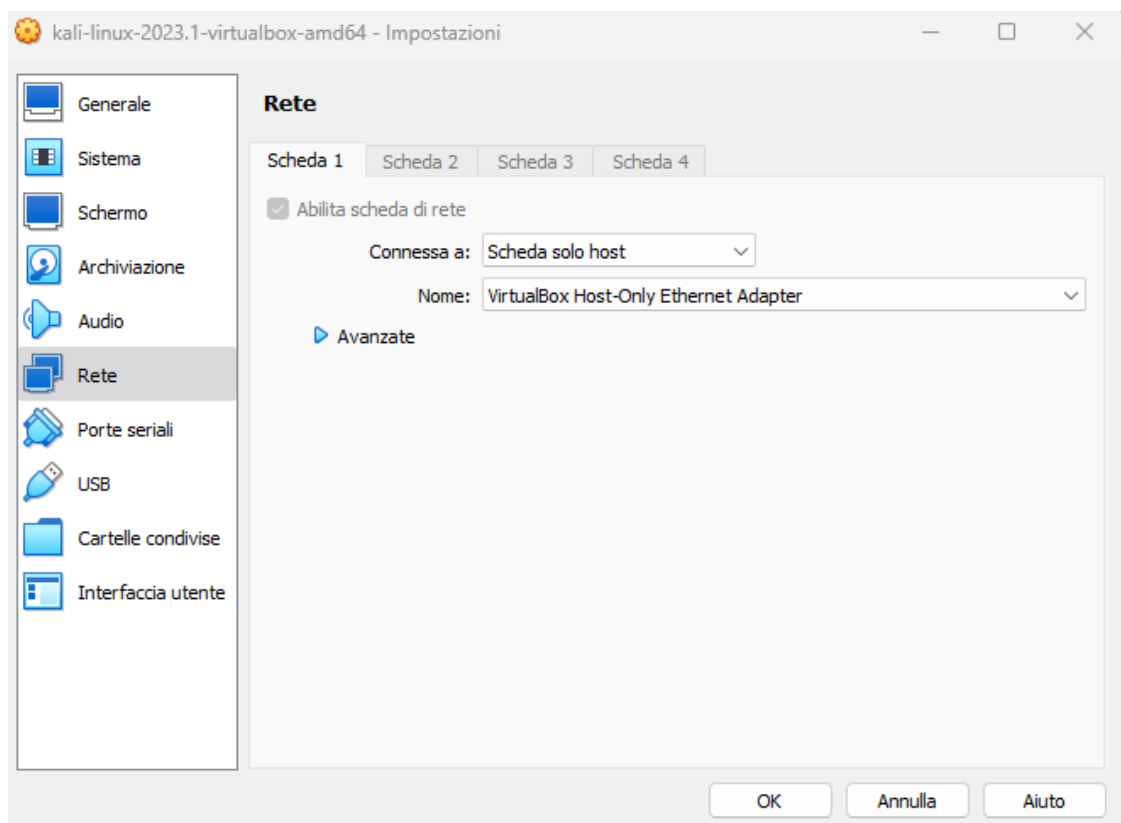 kali-linux-2023.1-virtualbox-amd64 - Impostazioni
Generale
Sistema
Schermo
Archiviazione
Audio
Rete
Porte seriali
USB
Cartelle condivise
Interfaccia utente
Rete
Scheda 1 Scheda 2 Scheda 3 Scheda 4
Abilita scheda di rete
Connessa a: Scheda solo host
Nome: VirtualBox Host-Only Ethernet Adapter
Avanzate
OK Annulla Aiuto